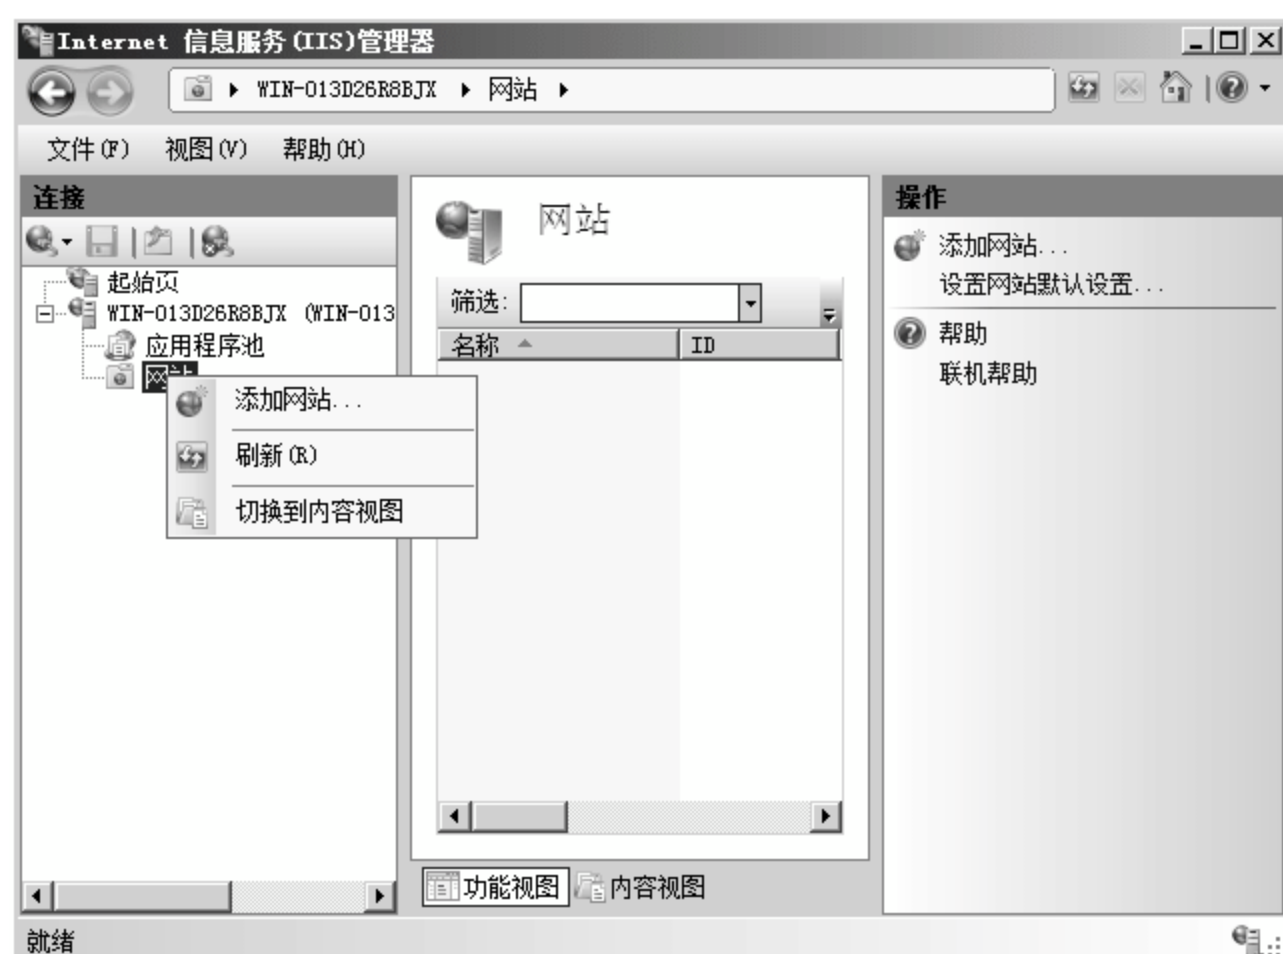 Internet 信息服务(IIS)管理器
WIN-013D26R8BJX ▶ 网站 ▶
文件(F) 视图(V) 帮助(H)
连接
起始页
WIN-013D26R8BJX (WIN-013
应用程序池
网站
添加网站...
刷新(R)
切换到内容视图
网站
筛选:
名称 ID
功能视图 内容视图
操作
添加网站...
设置网站默认设置...
帮助
联机帮助
就绪